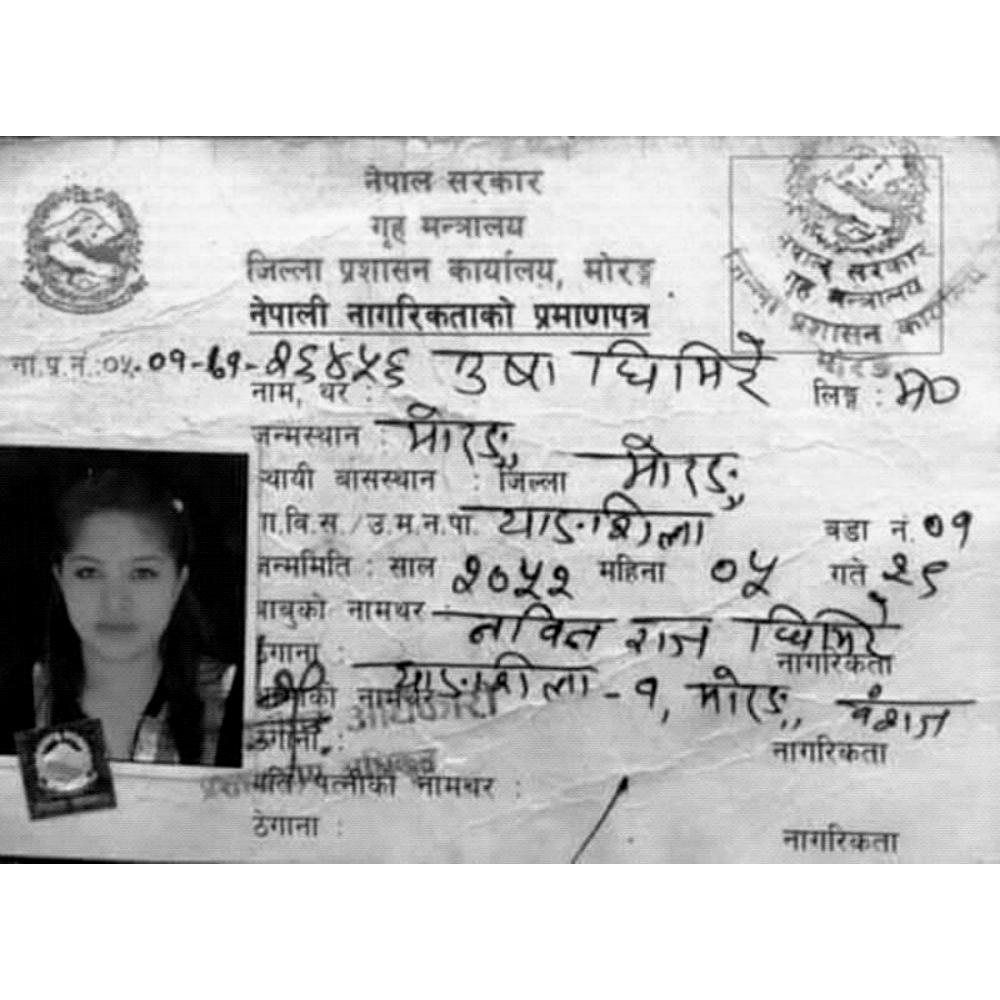 नेपाल सरकार
गृह मन्त्रालय
जिल्ला प्रशासन कार्यालय, मोरङ्ग
नेपाली नागरिकताको प्रमाणपत्र
नेपाल सरकार
गृह मन्त्रालय
जिल्ला प्रशासन कार्यालय
मोरङ
ना.प्र.नं.:०५-०१-६१-२६४५६ उषा घिमिरे
नाम, थर : लिङ्ग : म०
जन्मस्थान : मोरङ
स्थायी बासस्थान : जिल्ला मोरङ
गा.वि.स./उ.म.न.पा. याङशिला वडा नं. ०१
जन्ममिति : साल २०५२ महिना ०५ गते २९
बाबुको नामथर नविन राज घिमिरे
ठेगाना : याङशिला -१, मोरङ, नागरिकता
वंशज
आमाको नामथर
ठेगाना : नागरिकता
पति/पत्नीको नामथर :
ठेगाना : नागरिकता